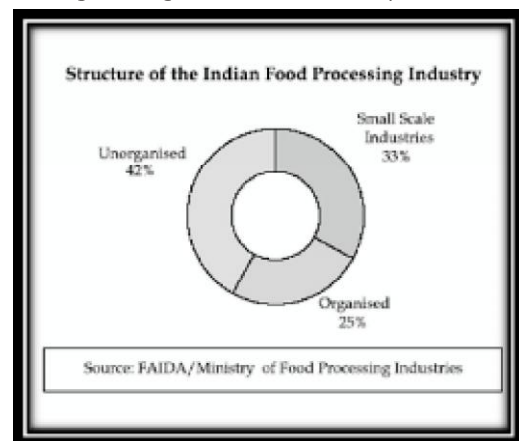 Structure of the Indian Food Processing Industry
Small Scale
Industries
33%
Unorganised
42%
Organised
25%
Source: FAIDA/Ministry of Food Processing Industries